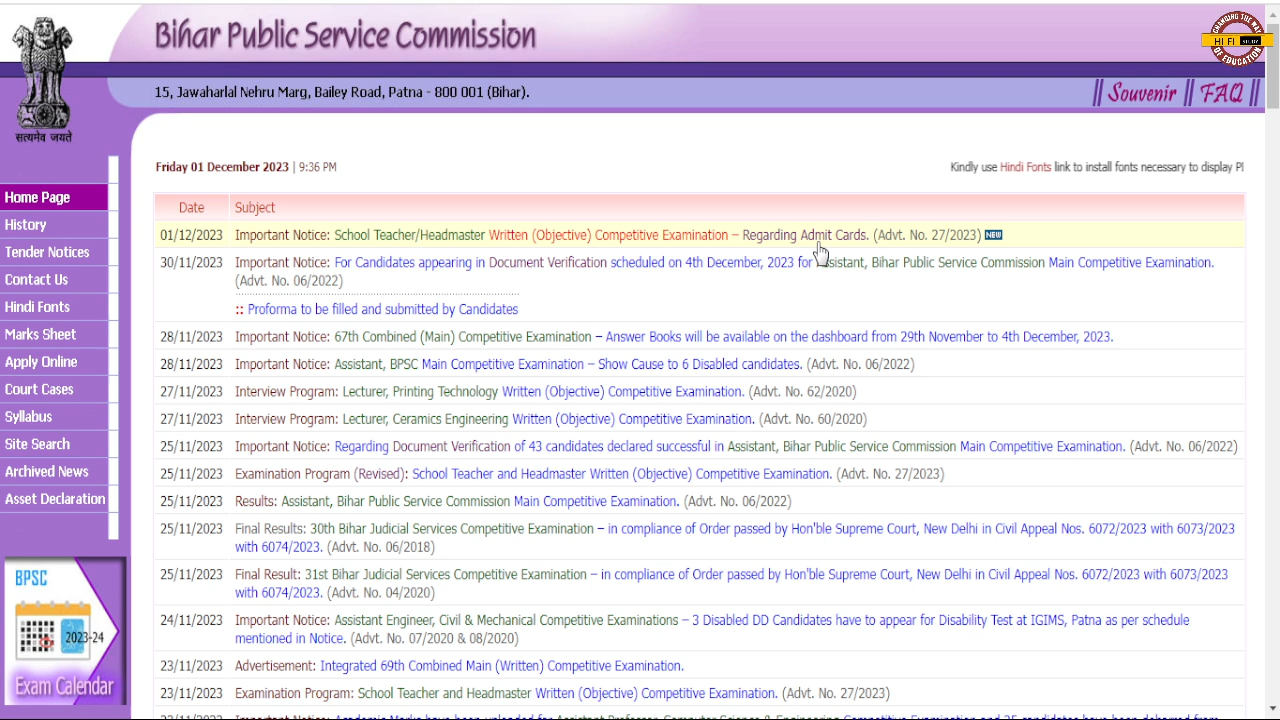 Bihar Public Service Commission
CHANGING THE WAY
HI FI STUDY
OF EDUCATION
सत्यमेव जयते
15, Jawaharlal Nehru Marg, Bailey Road, Patna - 800 001 (Bihar).
Souvenir FAQ
Friday 01 December 2023 | 9:36 PM
Kindly use Hindi Fonts link to install fonts necessary to display
Home Page
History
Tender Notices
Contact Us
Hindi Fonts
Marks Sheet
Apply Online
Court Cases
Syllabus
Site Search
Archived News
Asset Declaration
BPSC
2023-24
Exam Calendar
Date Subject
01/12/2023 Important Notice: School Teacher/Headmaster Written (Objective) Competitive Examination – Regarding Admit Cards. (Advt. No. 27/2023) NEW
30/11/2023 Important Notice: For Candidates appearing in Document Verification scheduled on 4th December, 2023 for Assistant, Bihar Public Service Commission Main Competitive Examination.
(Advt. No. 06/2022)
:: Proforma to be filled and submitted by Candidates
28/11/2023 Important Notice: 67th Combined (Main) Competitive Examination – Answer Books will be available on the dashboard from 29th November to 4th December, 2023.
28/11/2023 Important Notice: Assistant, BPSC Main Competitive Examination – Show Cause to 6 Disabled candidates. (Advt. No. 06/2022)
27/11/2023 Interview Program: Lecturer, Printing Technology Written (Objective) Competitive Examination. (Advt. No. 62/2020)
27/11/2023 Interview Program: Lecturer, Ceramics Engineering Written (Objective) Competitive Examination. (Advt. No. 60/2020)
25/11/2023 Important Notice: Regarding Document Verification of 43 candidates declared successful in Assistant, Bihar Public Service Commission Main Competitive Examination. (Advt. No. 06/2022)
25/11/2023 Examination Program (Revised): School Teacher and Headmaster Written (Objective) Competitive Examination. (Advt. No. 27/2023)
25/11/2023 Results: Assistant, Bihar Public Service Commission Main Competitive Examination. (Advt. No. 06/2022)
25/11/2023 Final Results: 30th Bihar Judicial Services Competitive Examination – in compliance of Order passed by Hon'ble Supreme Court, New Delhi in Civil Appeal Nos. 6072/2023 with 6073/2023
with 6074/2023. (Advt. No. 06/2018)
25/11/2023 Final Result: 31st Bihar Judicial Services Competitive Examination – in compliance of Order passed by Hon'ble Supreme Court, New Delhi in Civil Appeal Nos. 6072/2023 with 6073/2023
with 6074/2023. (Advt. No. 04/2020)
24/11/2023 Important Notice: Assistant Engineer, Civil & Mechanical Competitive Examinations – 3 Disabled DD Candidates have to appear for Disability Test at IGIMS, Patna as per schedule
mentioned in Notice. (Advt. No. 07/2020 & 08/2020)
23/11/2023 Advertisement: Integrated 69th Combined Main (Written) Competitive Examination.
23/11/2023 Examination Program: School Teacher and Headmaster Written (Objective) Competitive Examination. (Advt. No. 27/2023)